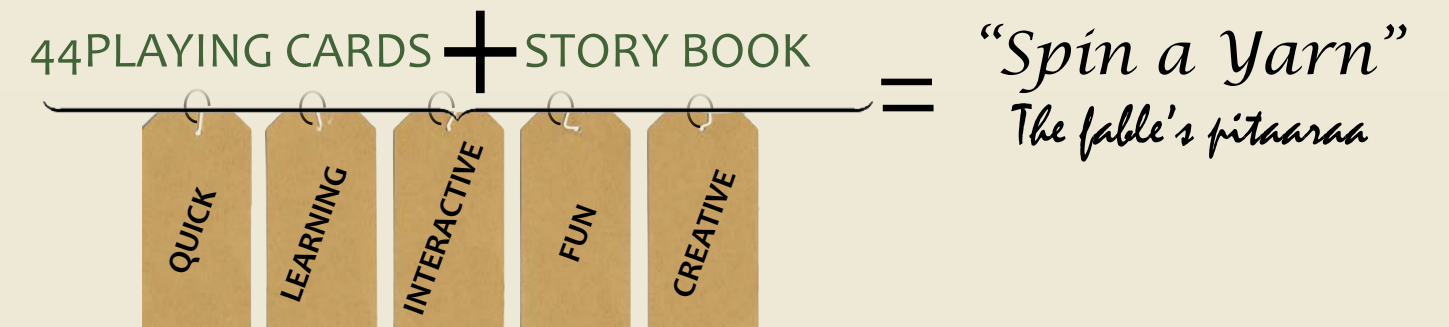 44PLAYING CARDS + STORY BOOK = “Spin a Yarn”
The fable's pitaaraa
QUICK
LEARNING
INTERACTIVE
FUN
CREATIVE